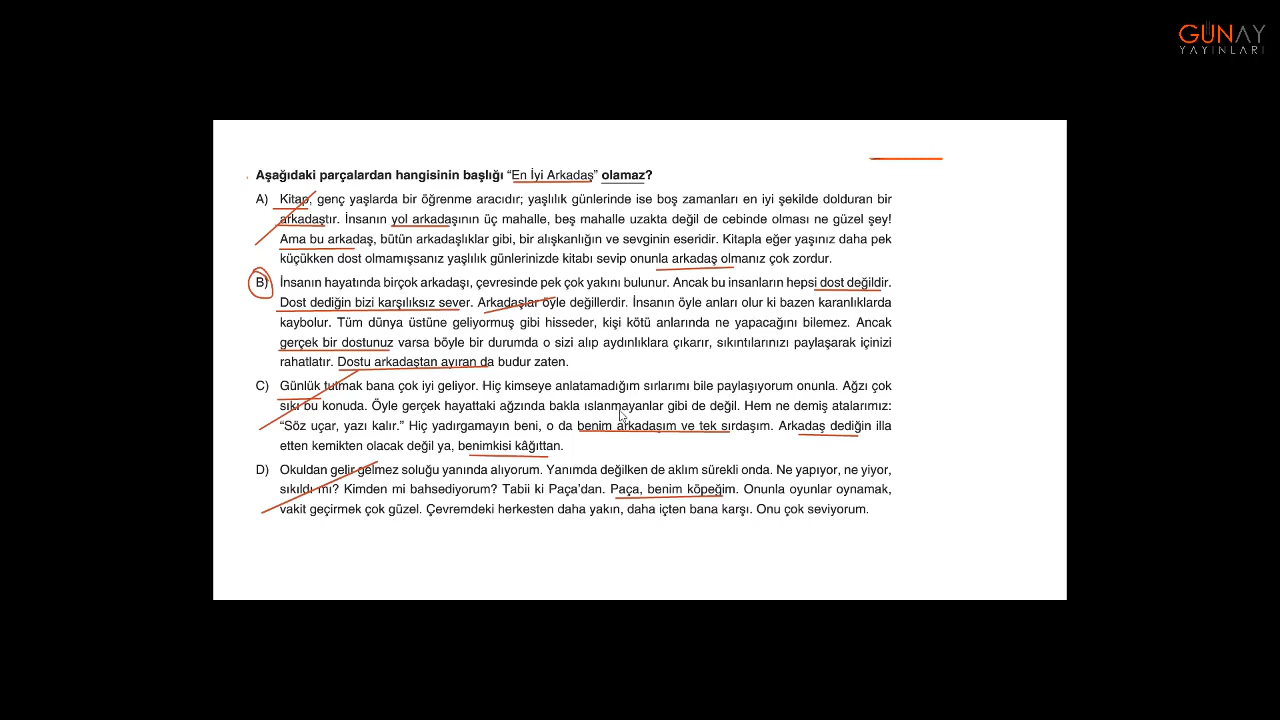 GÜNAY
YAYINLARI
Aşağıdaki parçalardan hangisinin başlığı “En İyi Arkadaş” olamaz?
A) Kitap, genç yaşlarda bir öğrenme aracıdır; yaşlılık günlerinde ise boş zamanları en iyi şekilde dolduran bir
arkadaştır. İnsanın yol arkadaşının üç mahalle, beş mahalle uzakta değil de cebinde olması ne güzel şey!
Ama bu arkadaş, bütün arkadaşlıklar gibi, bir alışkanlığın ve sevginin eseridir. Kitapla eğer yaşınız daha pek
küçükken dost olmamışsanız yaşlılık günlerinizde kitabı sevip onunla arkadaş olmanız çok zordur.
B) İnsanın hayatında birçok arkadaşı, çevresinde pek çok yakını bulunur. Ancak bu insanların hepsi dost değildir.
Dost dediğin bizi karşılıksız sever. Arkadaşlar öyle değillerdir. İnsanın öyle anları olur ki bazen karanlıklarda
kaybolur. Tüm dünya üstüne geliyormuş gibi hisseder, kişi kötü anlarında ne yapacağını bilemez. Ancak
gerçek bir dostunuz varsa böyle bir durumda o sizi alıp aydınlıklara çıkarır, sıkıntılarınızı paylaşarak içinizi
rahatlatır. Dostu arkadaştan ayıran da budur zaten.
C) Günlük tutmak bana çok iyi geliyor. Hiç kimseye anlatamadığım sırlarımı bile paylaşıyorum onunla. Ağzı çok
sıkı bu konuda. Öyle gerçek hayattaki ağzında bakla ıslanmayanlar gibi de değil. Hem ne demiş atalarımız:
“Söz uçar, yazı kalır.” Hiç yadırgamayın beni, o da benim arkadaşım ve tek sırdaşım. Arkadaş dediğin illa
etten kemikten olacak değil ya, benimkisi kâğıttan.
D) Okuldan gelir gelmez soluğu yanında alıyorum. Yanımda değilken de aklım sürekli onda. Ne yapıyor, ne yiyor,
sıkıldı mı? Kimden mi bahsediyorum? Tabii ki Paça’dan. Paça, benim köpeğim. Onunla oyunlar oynamak,
vakit geçirmek çok güzel. Çevremdeki herkesten daha yakın, daha içten bana karşı. Onu çok seviyorum.